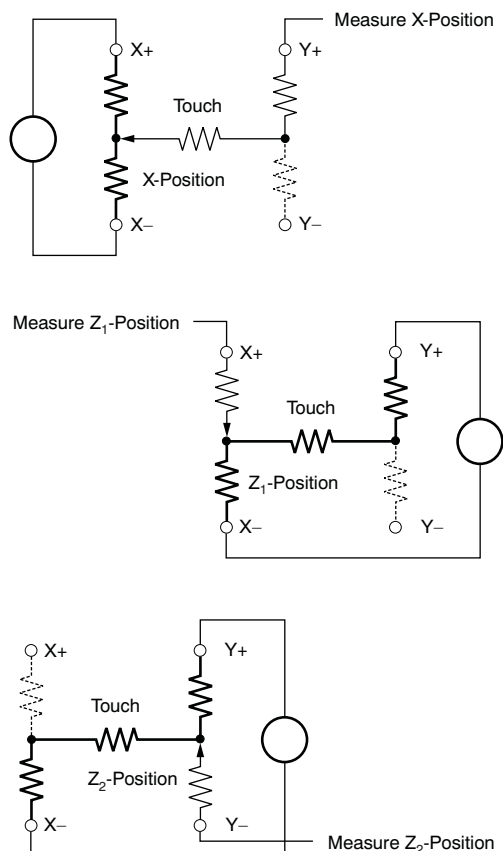 Measure X-Position
X+
Y+
Touch
X-Position
X−
Y−
Measure Z₁-Position
X+
Y+
Touch
Z₁-Position
X−
Y−
X+
Y+
Touch
Z₂-Position
X−
Y−
Measure Z₂-Position